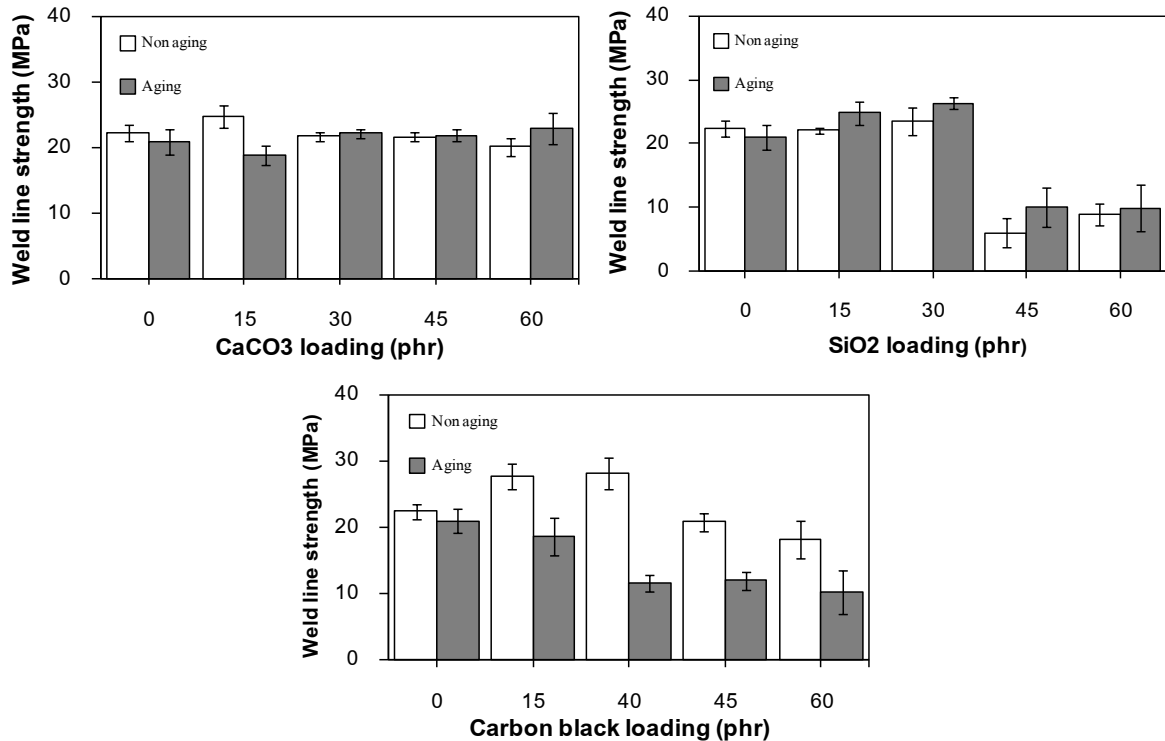 Weld line strength (MPa)
40
30
20
10
0
Non aging
Aging
0 15 30 45 60
CaCO3 loading (phr)
Weld line strength (MPa)
40
30
20
10
0
Non aging
Aging
0 15 30 45 60
SiO2 loading (phr)
Weld line strength (MPa)
40
30
20
10
0
Non aging
Aging
0 15 40 45 60
Carbon black loading (phr)